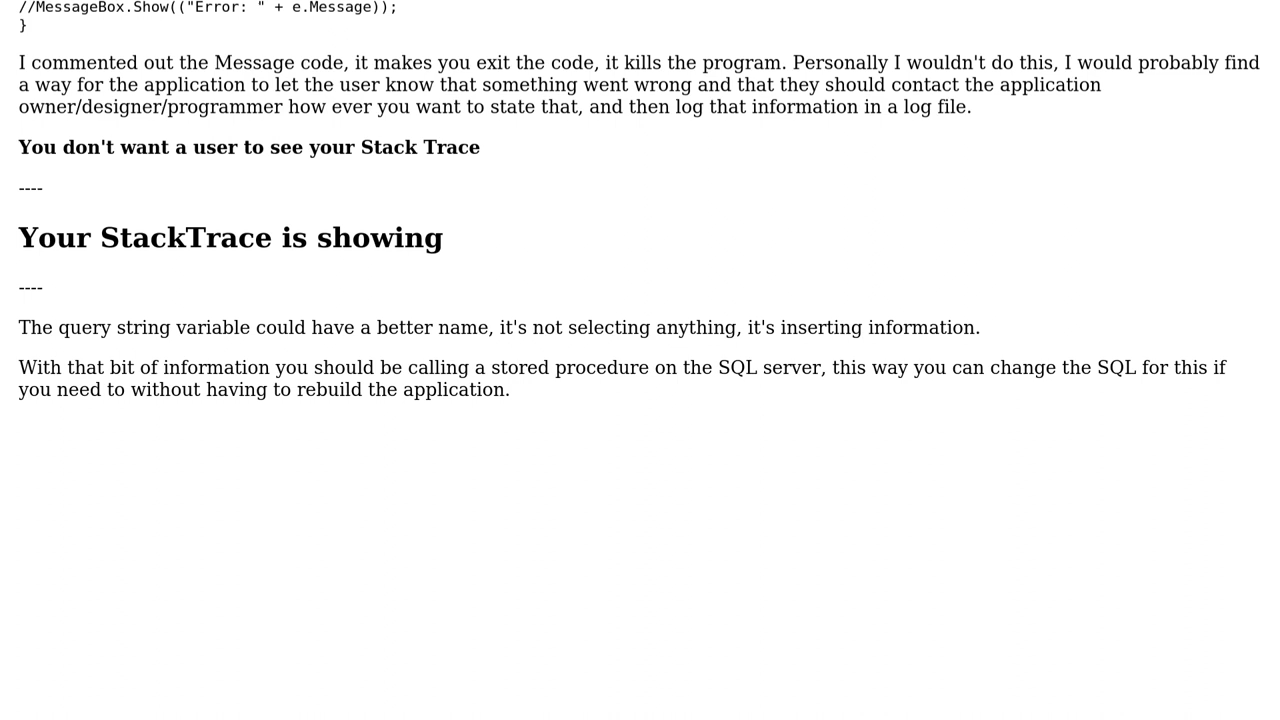 //MessageBox.Show(("Error: " + e.Message));
}
I commented out the Message code, it makes you exit the code, it kills the program. Personally I wouldn't do this, I would probably find
a way for the application to let the user know that something went wrong and that they should contact the application
owner/designer/programmer how ever you want to state that, and then log that information in a log file.
You don't want a user to see your Stack Trace
----
Your StackTrace is showing
----
The query string variable could have a better name, it's not selecting anything, it's inserting information.
With that bit of information you should be calling a stored procedure on the SQL server, this way you can change the SQL for this if
you need to without having to rebuild the application.